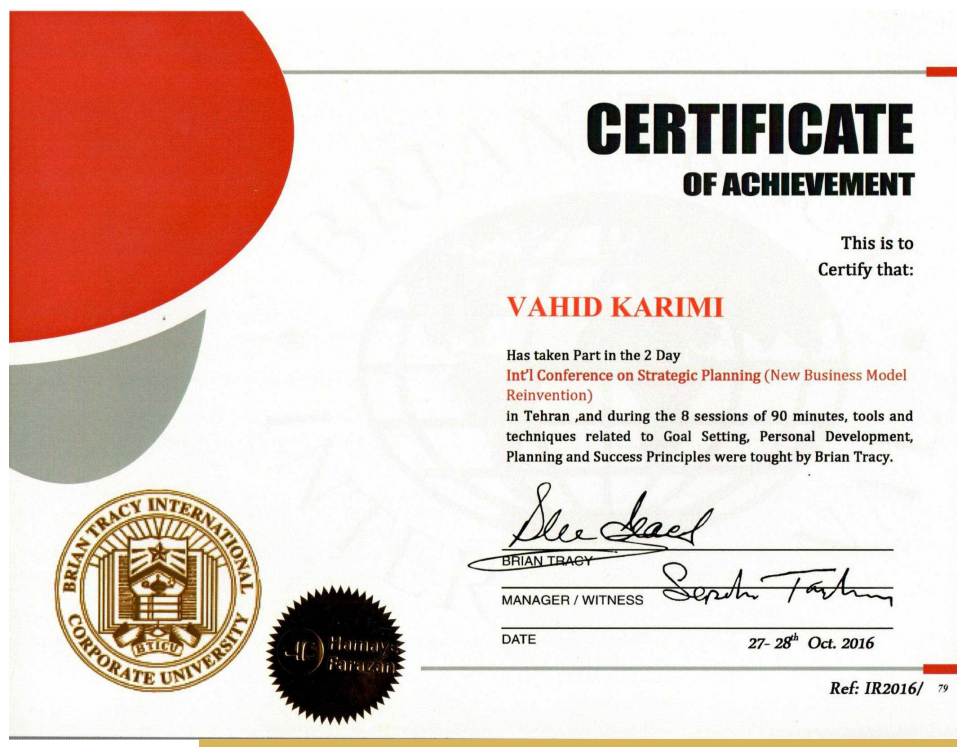 CERTIFICATE
OF ACHIEVEMENT
This is to
Certify that:
VAHID KARIMI
Has taken Part in the 2 Day
Int'l Conference on Strategic Planning (New Business Model
Reinvention)
in Tehran ,and during the 8 sessions of 90 minutes, tools and
techniques related to Goal Setting, Personal Development,
Planning and Success Principles were tought by Brian Tracy.
BRIAN TRACY
MANAGER / WITNESS
DATE
27- 28th Oct. 2016
Ref: IR2016/ 79
BRIAN TRACY INTERNATIONAL
CORPORATE UNIVERSITY
BTICU
Hamays
Farazan